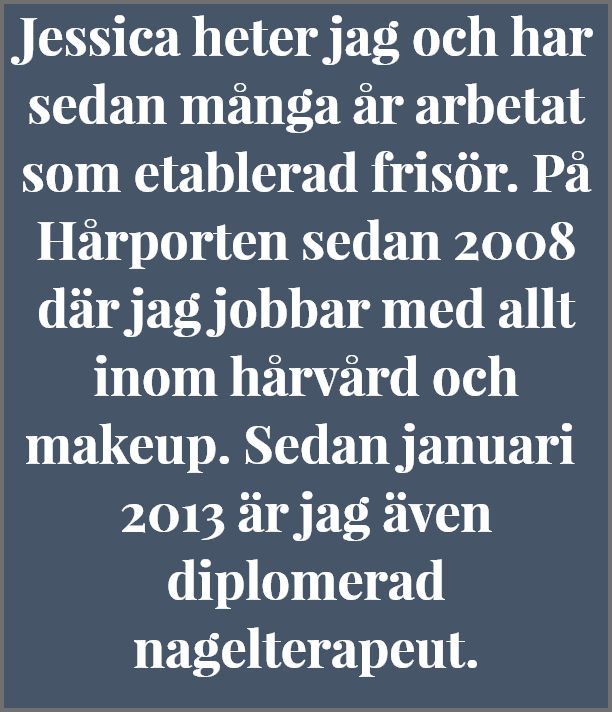 Jessica heter jag och har
sedan många år arbetat
som etablerad frisör. På
Hårporten sedan 2008
där jag jobbar med allt
inom hårvård och
makeup. Sedan januari
2013 är jag även
diplomerad
nagelterapeut.